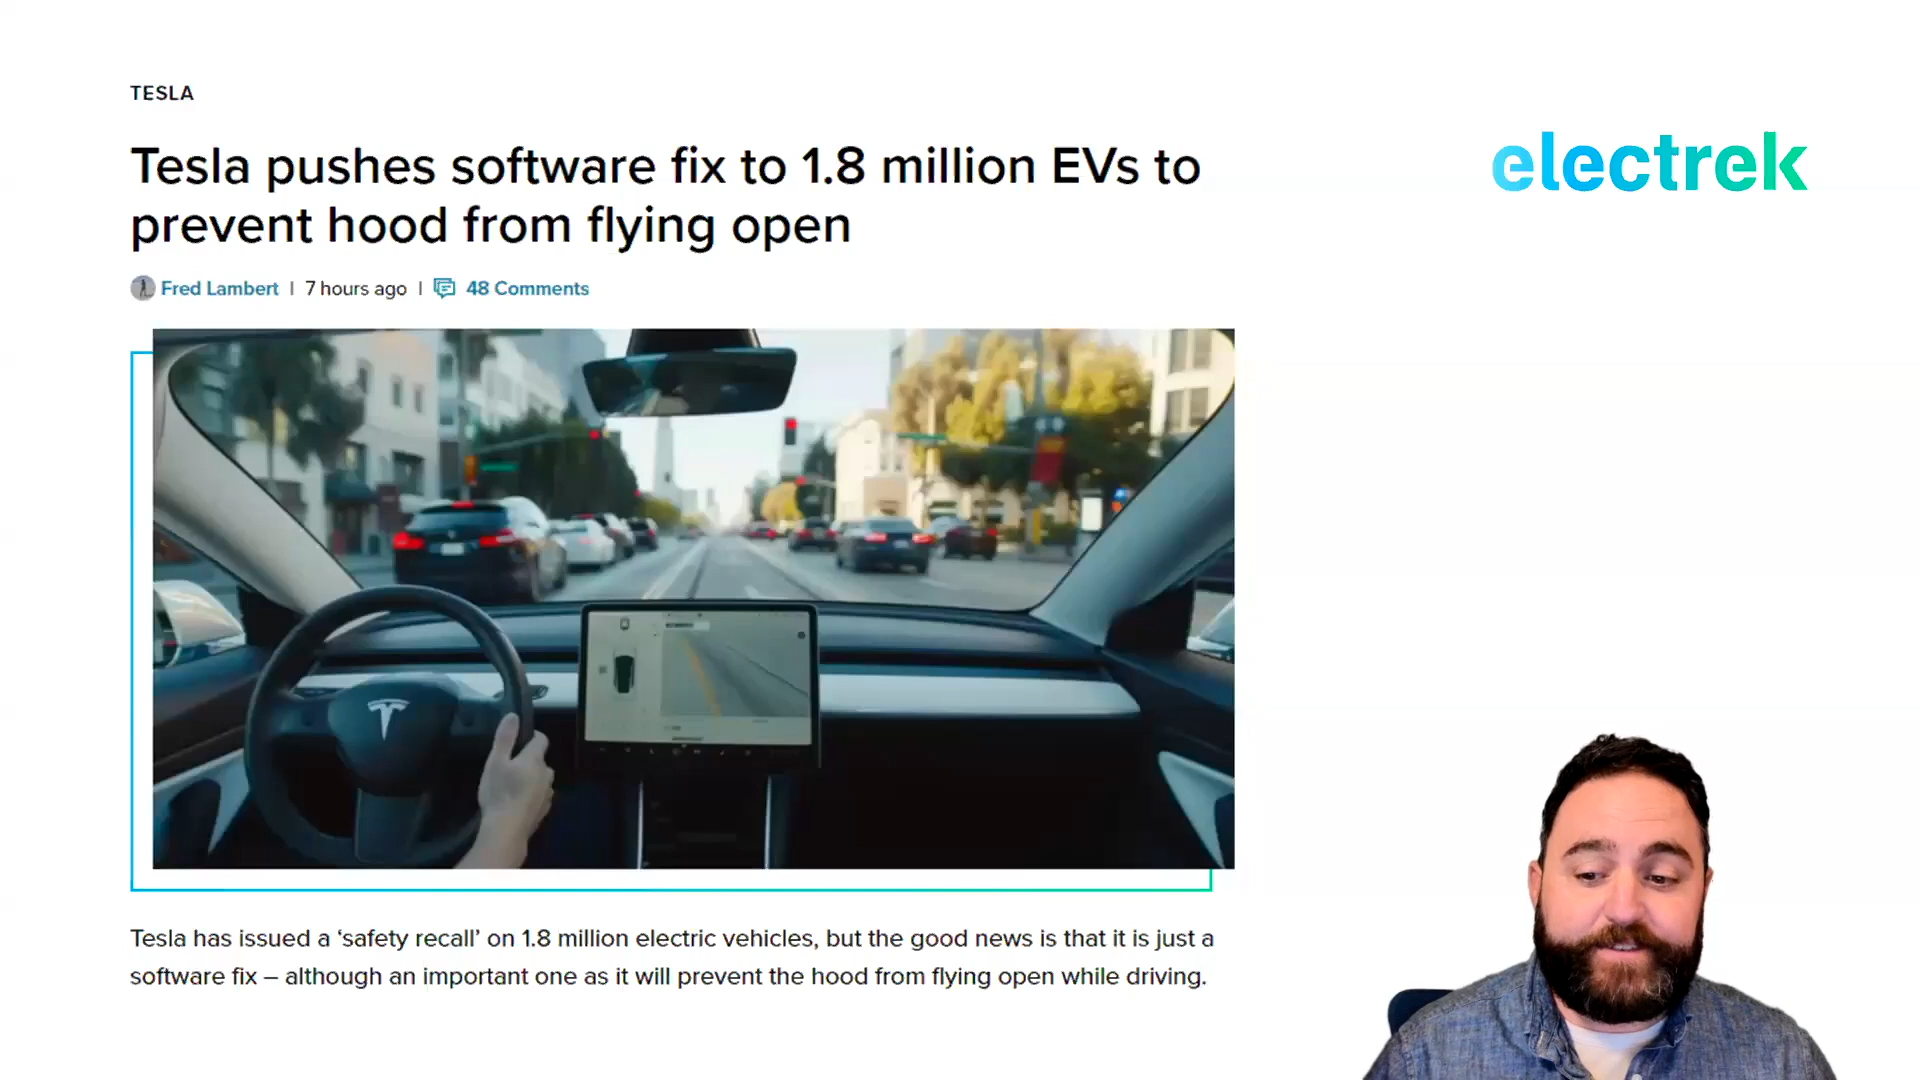 TESLA
electrek
Tesla pushes software fix to 1.8 million EVs to
prevent hood from flying open
Fred Lambert | 7 hours ago | 48 Comments
Tesla has issued a ‘safety recall’ on 1.8 million electric vehicles, but the good news is that it is just a
software fix – although an important one as it will prevent the hood from flying open while driving.